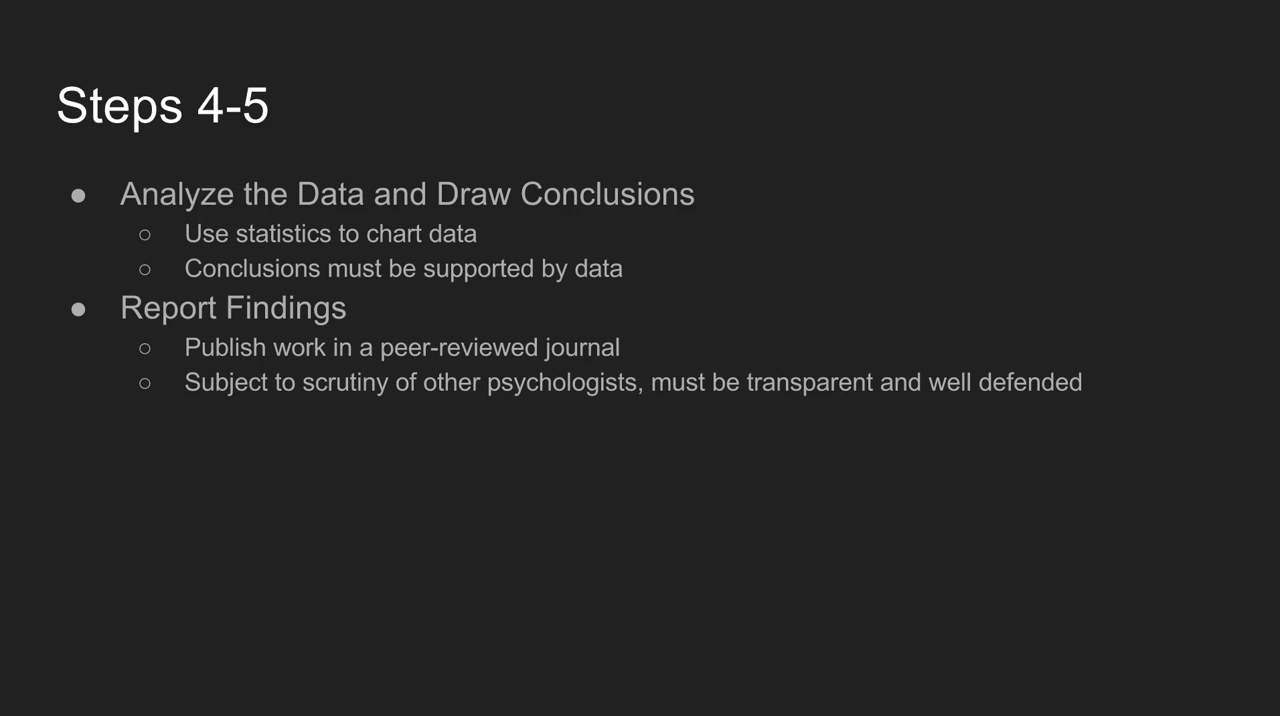 Steps 4-5
● Analyze the Data and Draw Conclusions
○ Use statistics to chart data
○ Conclusions must be supported by data
● Report Findings
○ Publish work in a peer-reviewed journal
○ Subject to scrutiny of other psychologists, must be transparent and well defended